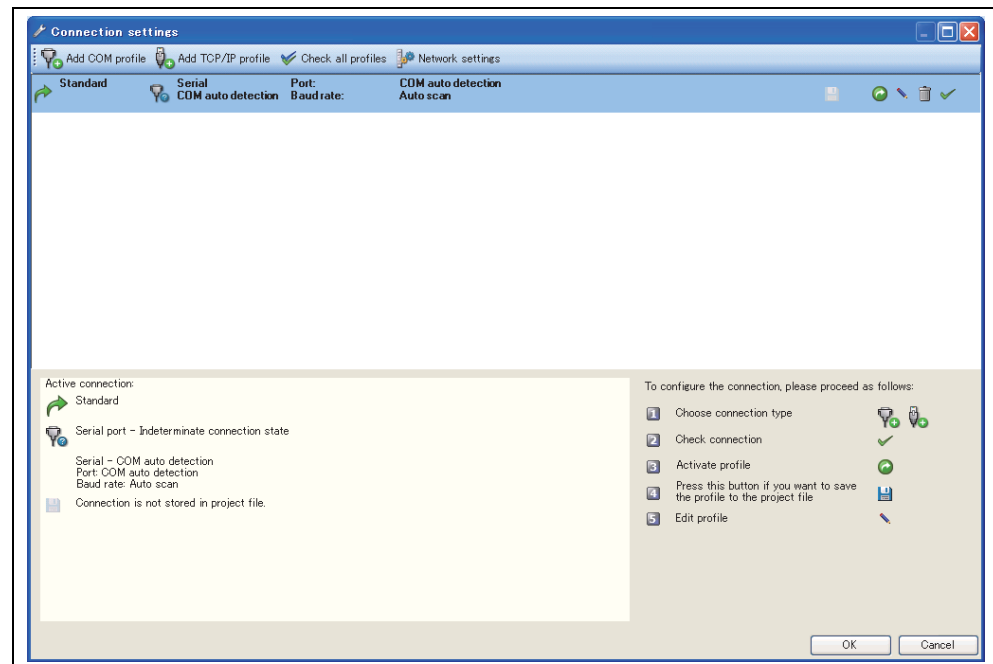 Connection settings
Add COM profile Add TCP/IP profile Check all profiles Network settings
Standard Serial Port: COM auto detection
COM auto detection Baud rate: Auto scan
Active connection:
Standard
Serial port - Indeterminate connection state
Serial - COM auto detection
Port: COM auto detection
Baud rate: Auto scan
Connection is not stored in project file.
To configure the connection, please proceed as follows:
1 Choose connection type
2 Check connection
3 Activate profile
4 Press this button if you want to save
the profile to the project file
5 Edit profile
OK Cancel